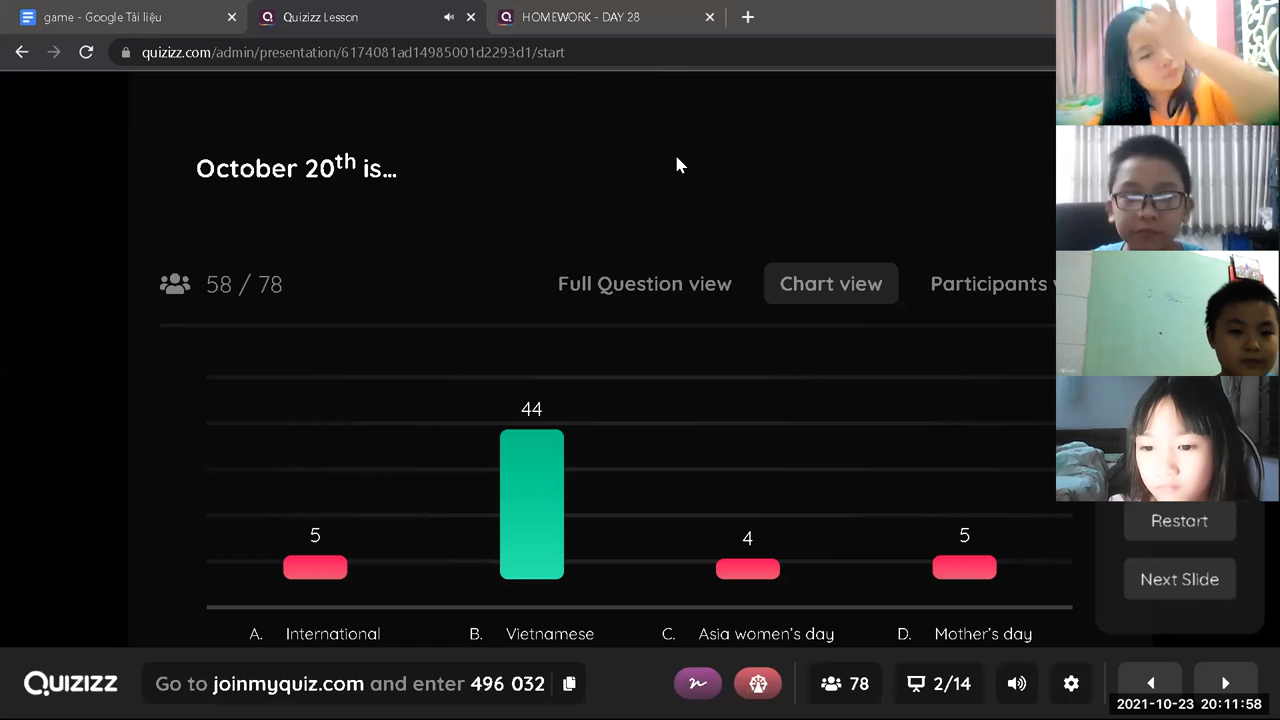 game - Google Tài liệu
Quizizz Lesson
HOMEWORK - DAY 28
quizizz.com/admin/presentation/6174081ad14985001d2293d1/start
October 20th is...
58 / 78
Full Question view
Chart view
Participants
44
5
4
5
A. International
B. Vietnamese
C. Asia women's day
D. Mother's day
Restart
Next Slide
Quizizz
Go to joinmyquiz.com and enter 496 032
78
2/14
2021-10-23 20:11:58